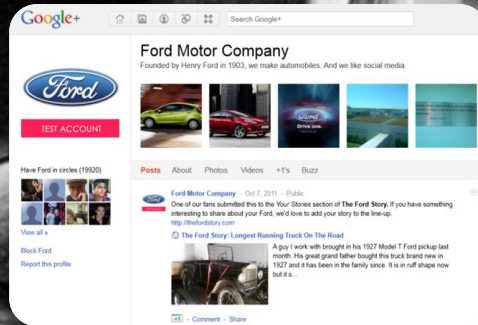 Google+
Search Google+
Ford Motor Company
Founded by Henry Ford in 1903, we make automobiles. And we like social media.
Ford
TEST ACCOUNT
Ford
Drive one.
Have Ford in circles (19920)
View all »
Block Ford
Report this profile
Posts About Photos Videos +1's Buzz
Ford Motor Company - Oct 7, 2011 - Public
One of our fans submitted this to the Your Stories section of The Ford Story. If you have something
interesting to share about your Ford, we'd love to add your story to the line-up.
http://thefordstory.com
The Ford Story: Longest Running Truck On The Road
A guy I work with brought in his 1927 Model T Ford pickup last
month. His great grand father bought this truck brand new in
1927 and it has been in the family since. It is in ruff shape now
but it s...
+1 - Comment - Share